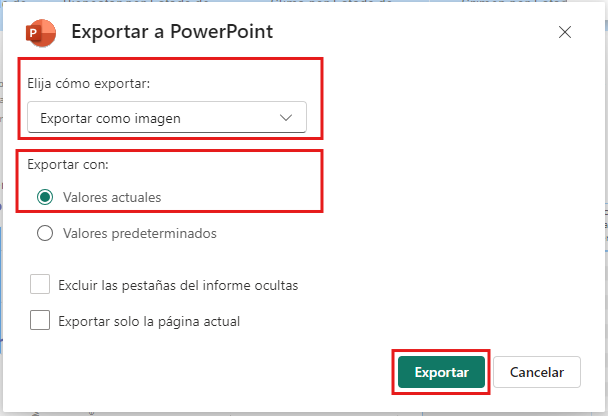 Exportar a PowerPoint
Elija cómo exportar:
Exportar como imagen
Exportar con:
Valores actuales
Valores predeterminados
Excluir las pestañas del informe ocultas
Exportar solo la página actual
Exportar
Cancelar